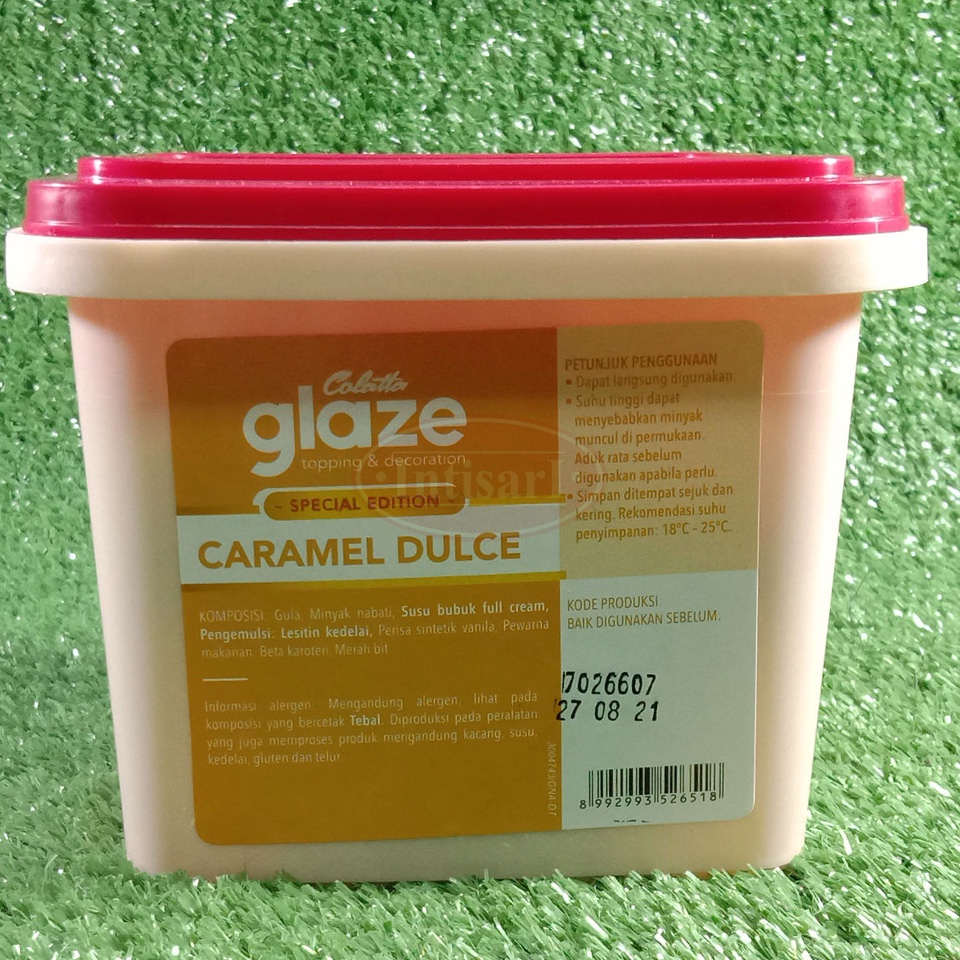 Colatta
glaze
topping & decoration
~ SPECIAL EDITION ~
CARAMEL DULCE
KOMPOSISI: Gula, Minyak nabati, Susu bubuk full cream,
Pengemulsi: Lesitin kedelai, Perisa sintetik vanila, Pewarna
makanan: Beta karoten, Merah bit
Informasi alergen: Mengandung alergen, lihat pada
komposisi yang bercetak Tebal. Diproduksi pada peralatan
yang juga memproses produk mengandung kacang, susu,
kedelai, gluten dan telur.
PETUNJUK PENGGUNAAN
• Dapat langsung digunakan.
• Suhu tinggi dapat
menyebabkan minyak
muncul di permukaan.
Aduk rata sebelum
digunakan apabila perlu.
• Simpan ditempat sejuk dan
kering. Rekomendasi suhu
penyimpanan: 18°C - 25°C.
KODE PRODUKSI
BAIK DIGUNAKAN SEBELUM:
7026607
27 08 21
8 992993 526518
IntisarI